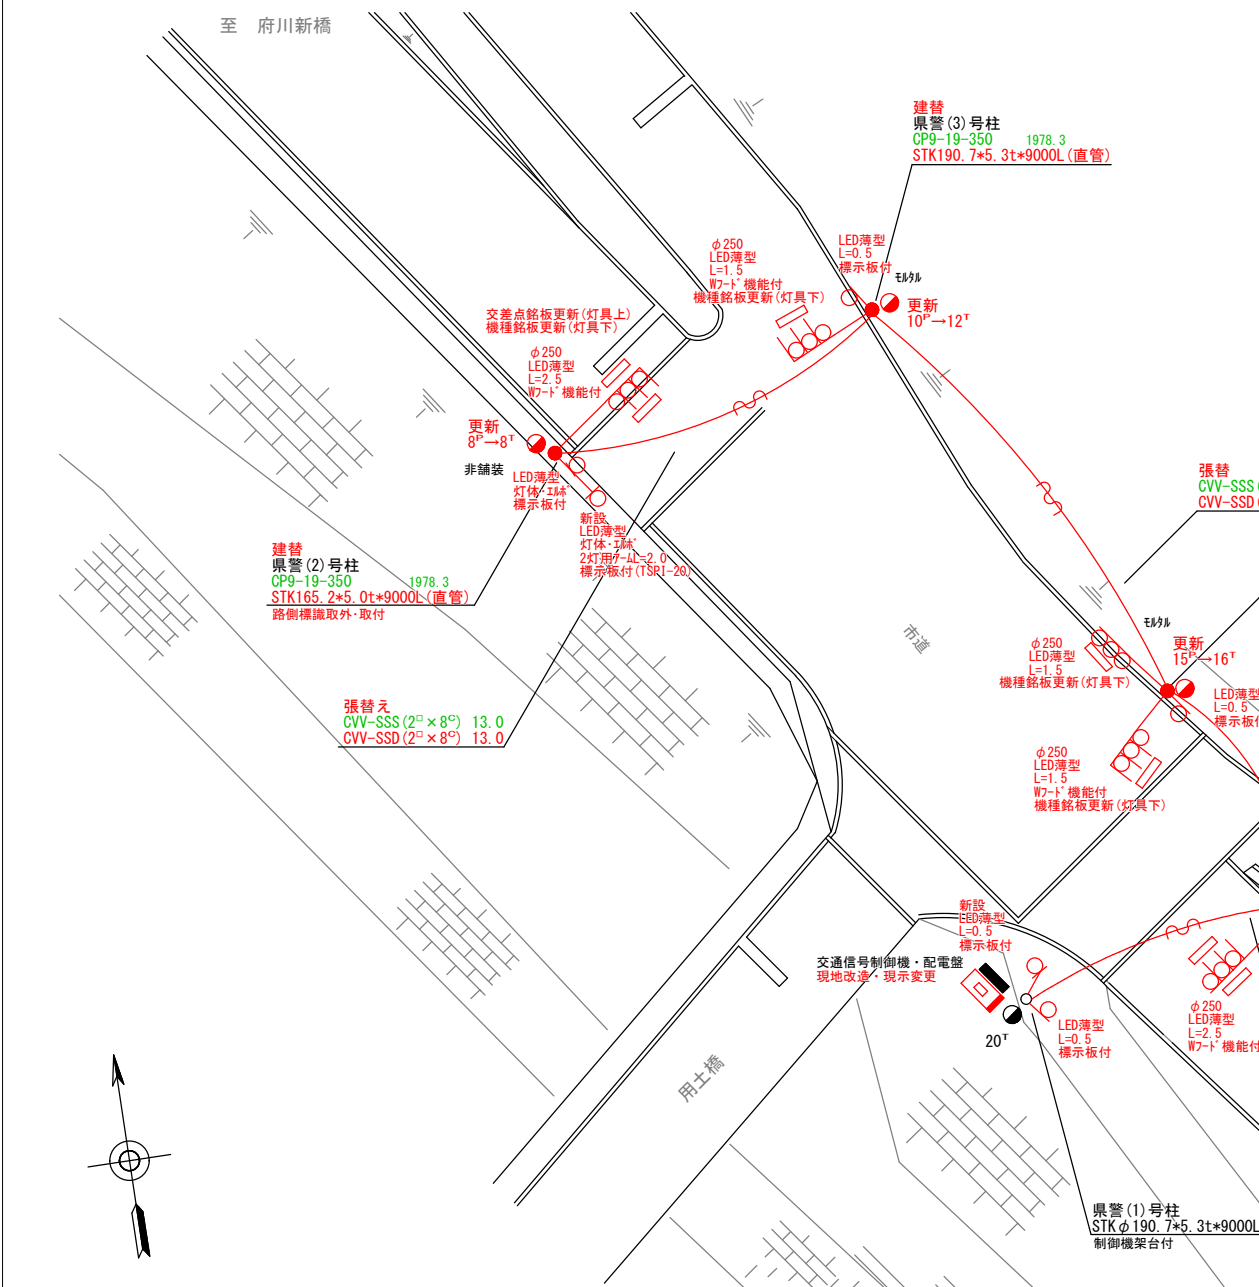 至 府川新橋
建替
県警(3)号柱
CP9-19-350 1978.3
STK190.7*5.3t*9000L(直管)
φ250
LED薄型
L=1.5
Wﾌｰﾄﾞ機能付
機種銘板更新(灯具下)
LED薄型
L=0.5
標示板付
ﾓﾙﾀﾙ
更新
10ᴾ→12ᵀ
交差点銘板更新(灯具上)
機種銘板更新(灯具下)
φ250
LED薄型
L=2.5
Wﾌｰﾄﾞ機能付
更新
8ᴾ→8ᵀ
非舗装
LED薄型
灯体・ｴﾙﾎﾞ
標示板付
新設
LED薄型
灯体・ｴﾙﾎﾞ
2灯用ｱｰﾑL=2.0
標示板付(TSPI-20)
建替
県警(2)号柱
CP9-19-350 1978.3
STK165.2*5.0t*9000L(直管)
路側標識取外・取付
張替え
CVV-SSS(2□×8C) 13.0
CVV-SSD(2□×8C) 13.0
張替
CVV-SSS(
CVV-SSD(
市道
ﾓﾙﾀﾙ
更新
15ᴾ→16ᵀ
φ250
LED薄型
L=1.5
機種銘板更新(灯具下)
LED薄型
L=0.5
標示板付
φ250
LED薄型
L=1.5
Wﾌｰﾄﾞ機能付
機種銘板更新(灯具下)
新設
LED薄型
L=0.5
標示板付
交通信号制御機・配電盤
現地改造・現示変更
20ᵀ
LED薄型
L=0.5
標示板付
φ250
LED薄型
L=2.5
Wﾌｰﾄﾞ機能付
用土橋
県警(1)号柱
STKφ190.7*5.3t*9000L
制御機架台付